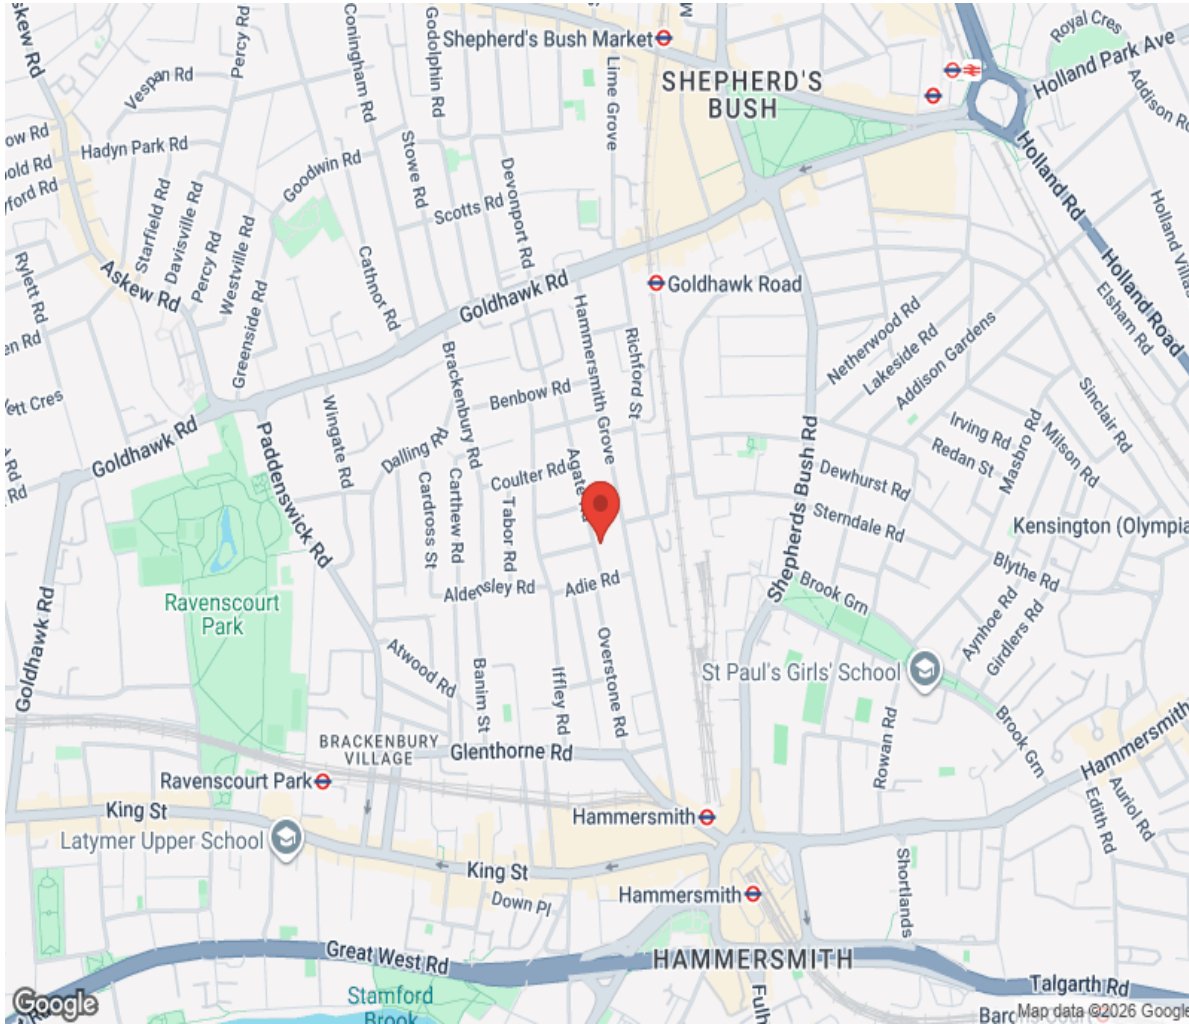 Askew Rd
Percy Rd
Coningham Rd
Godolphin Rd
Shepherd's Bush Market
Lime Grove
SHEPHERD'S
BUSH
Royal Cres
Holland Park Ave
Addison Rd
Vespan Rd
Hadyn Park Rd
Goodwin Rd
Stowe Rd
Devonport Rd
Scotts Rd
Holland Rd
Starfield Rd
Davisville Rd
Percy Rd
Westville Rd
Greenside Rd
Cathnor Rd
Rylett Rd
Askew Rd
Goldhawk Rd
Goldhawk Road
Holland Road
Elsham Rd
Hammersmith Grove
Richford St
Netherwood Rd
Lakeside Rd
Addison Gardens
Brackenbury Rd
Benbow Rd
Wingate Rd
Dalling Rd
Goldhawk Rd
Paddenswick Rd
Sinclair Rd
Irving Rd
Redan St
Masbro Rd
Milson Rd
Shepherds Bush Rd
Dewhurst Rd
Sterndale Rd
Kensington (Olympia
Blythe Rd
Coulter Rd
Agate Rd
Cardross St
Carthew Rd
Tabor Rd
Aldensley Rd
Adie Rd
Brook Grn
Aynhoe Rd
Girdlers Rd
Ravenscourt
Park
Goldhawk Rd
Atwood Rd
Banim St
Iffley Rd
Overstone Rd
St Paul's Girls' School
Rowan Rd
Brook Grn
Hammersmith
BRACKENBURY
VILLAGE
Glenthorne Rd
Ravenscourt Park
King St
Hammersmith
Edith Rd
Auriol Rd
Latymer Upper School
King St
Shortlands
Down Pl
Hammersmith
Great West Rd
HAMMERSMITH
Talgarth Rd
Stamford
Brook
Google
Map data ©2026 Google